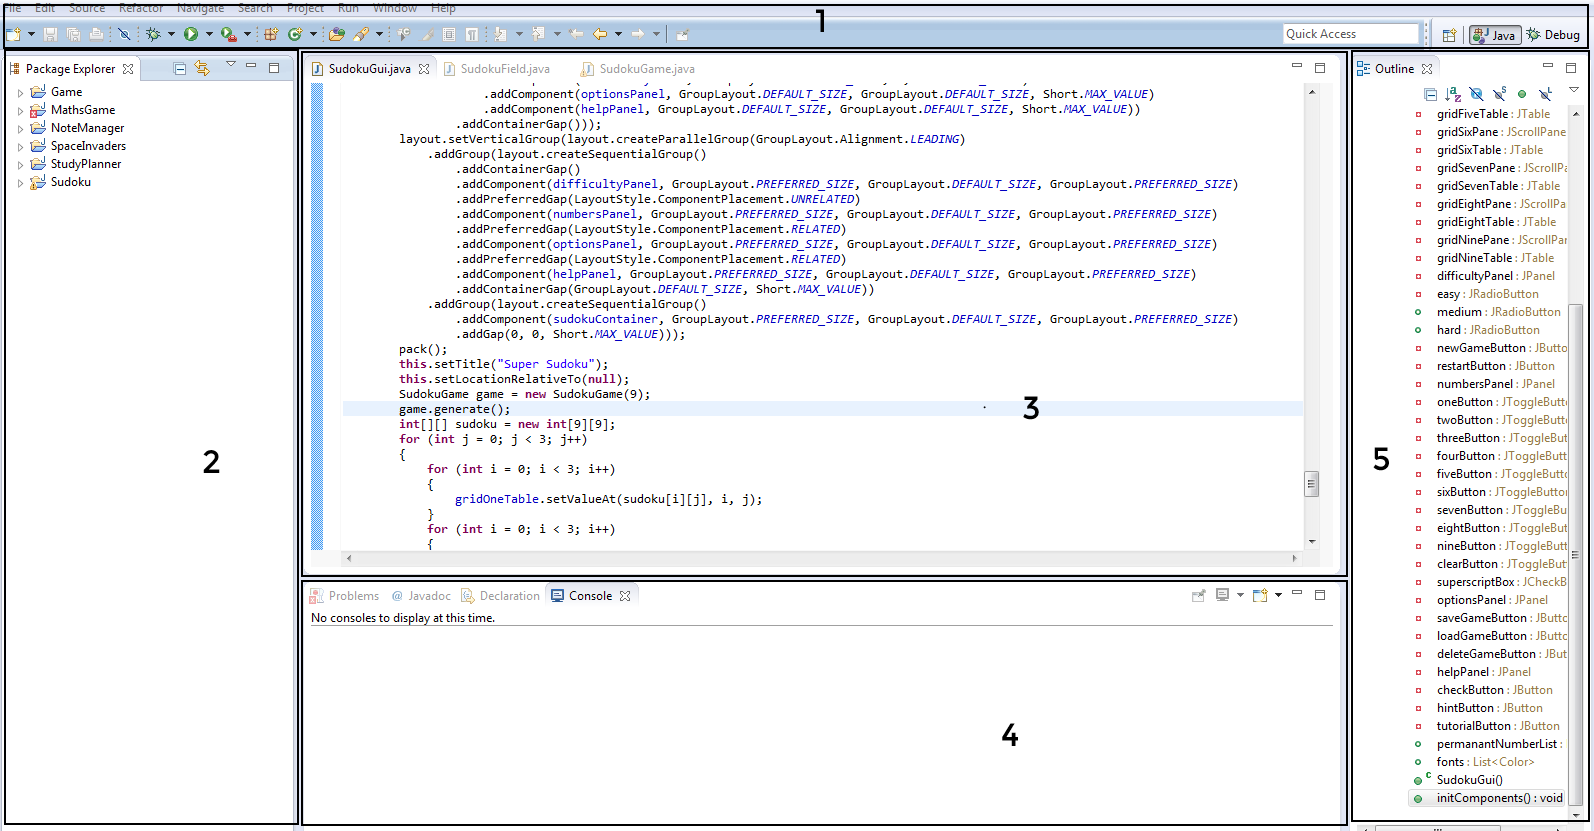 File Edit Source Refactor Navigate Search Project Run Window Help
1
Quick Access
Java
Debug
Package Explorer
Game
MathsGame
NoteManager
SpaceInvaders
StudyPlanner
Sudoku
2
SudokuGui.java SudokuField.java SudokuGame.java
.addComponent(optionsPanel, GroupLayout.DEFAULT_SIZE, GroupLayout.DEFAULT_SIZE, Short.MAX_VALUE)
.addComponent(helpPanel, GroupLayout.DEFAULT_SIZE, GroupLayout.DEFAULT_SIZE, Short.MAX_VALUE))
.addContainerGap()));
layout.setVerticalGroup(layout.createParallelGroup(GroupLayout.Alignment.LEADING)
.addGroup(layout.createSequentialGroup()
.addContainerGap()
.addComponent(difficultyPanel, GroupLayout.PREFERRED_SIZE, GroupLayout.DEFAULT_SIZE, GroupLayout.PREFERRED_SIZE)
.addPreferredGap(LayoutStyle.ComponentPlacement.UNRELATED)
.addComponent(numbersPanel, GroupLayout.PREFERRED_SIZE, GroupLayout.DEFAULT_SIZE, GroupLayout.PREFERRED_SIZE)
.addPreferredGap(LayoutStyle.ComponentPlacement.RELATED)
.addComponent(optionsPanel, GroupLayout.PREFERRED_SIZE, GroupLayout.DEFAULT_SIZE, GroupLayout.PREFERRED_SIZE)
.addPreferredGap(LayoutStyle.ComponentPlacement.RELATED)
.addComponent(helpPanel, GroupLayout.PREFERRED_SIZE, GroupLayout.DEFAULT_SIZE, GroupLayout.PREFERRED_SIZE)
.addContainerGap(GroupLayout.DEFAULT_SIZE, Short.MAX_VALUE))
.addGroup(layout.createSequentialGroup()
.addComponent(sudokuContainer, GroupLayout.PREFERRED_SIZE, GroupLayout.DEFAULT_SIZE, GroupLayout.PREFERRED_SIZE)
.addGap(0, 0, Short.MAX_VALUE)));
pack();
this.setTitle("Super Sudoku");
this.setLocationRelativeTo(null);
SudokuGame game = new SudokuGame(9);
game.generate();
int[][] sudoku = new int[9][9];
for (int j = 0; j < 3; j++)
{
for (int i = 0; i < 3; i++)
{
gridOneTable.setValueAt(sudoku[i][j], i, j);
}
for (int i = 0; i < 3; i++)
{
3
Problems @ Javadoc Declaration Console
No consoles to display at this time.
4
Outline
gridFiveTable : JTable
gridSixPane : JScrollPane
gridSixTable : JTable
gridSevenPane : JScrollPa
gridSevenTable : JTable
gridEightPane : JScrollPa
gridEightTable : JTable
gridNinePane : JScrollPar
gridNineTable : JTable
difficultyPanel : JPanel
easy : JRadioButton
medium : JRadioButton
hard : JRadioButton
newGameButton : JButto
restartButton : JButton
numbersPanel : JPanel
oneButton : JToggleButto
twoButton : JToggleButto
threeButton : JToggleButt
fourButton : JToggleButt
fiveButton : JToggleButto
sixButton : JToggleButton
sevenButton : JToggleBut
eightButton : JToggleBut
nineButton : JToggleButt
clearButton : JToggleButt
superscriptBox : JCheckB
optionsPanel : JPanel
saveGameButton : JButto
loadGameButton : JButto
deleteGameButton : JBut
helpPanel : JPanel
checkButton : JButton
hintButton : JButton
tutorialButton : JButton
permanantNumberList :
fonts : List<Color>
SudokuGui()
initComponents() : void
5